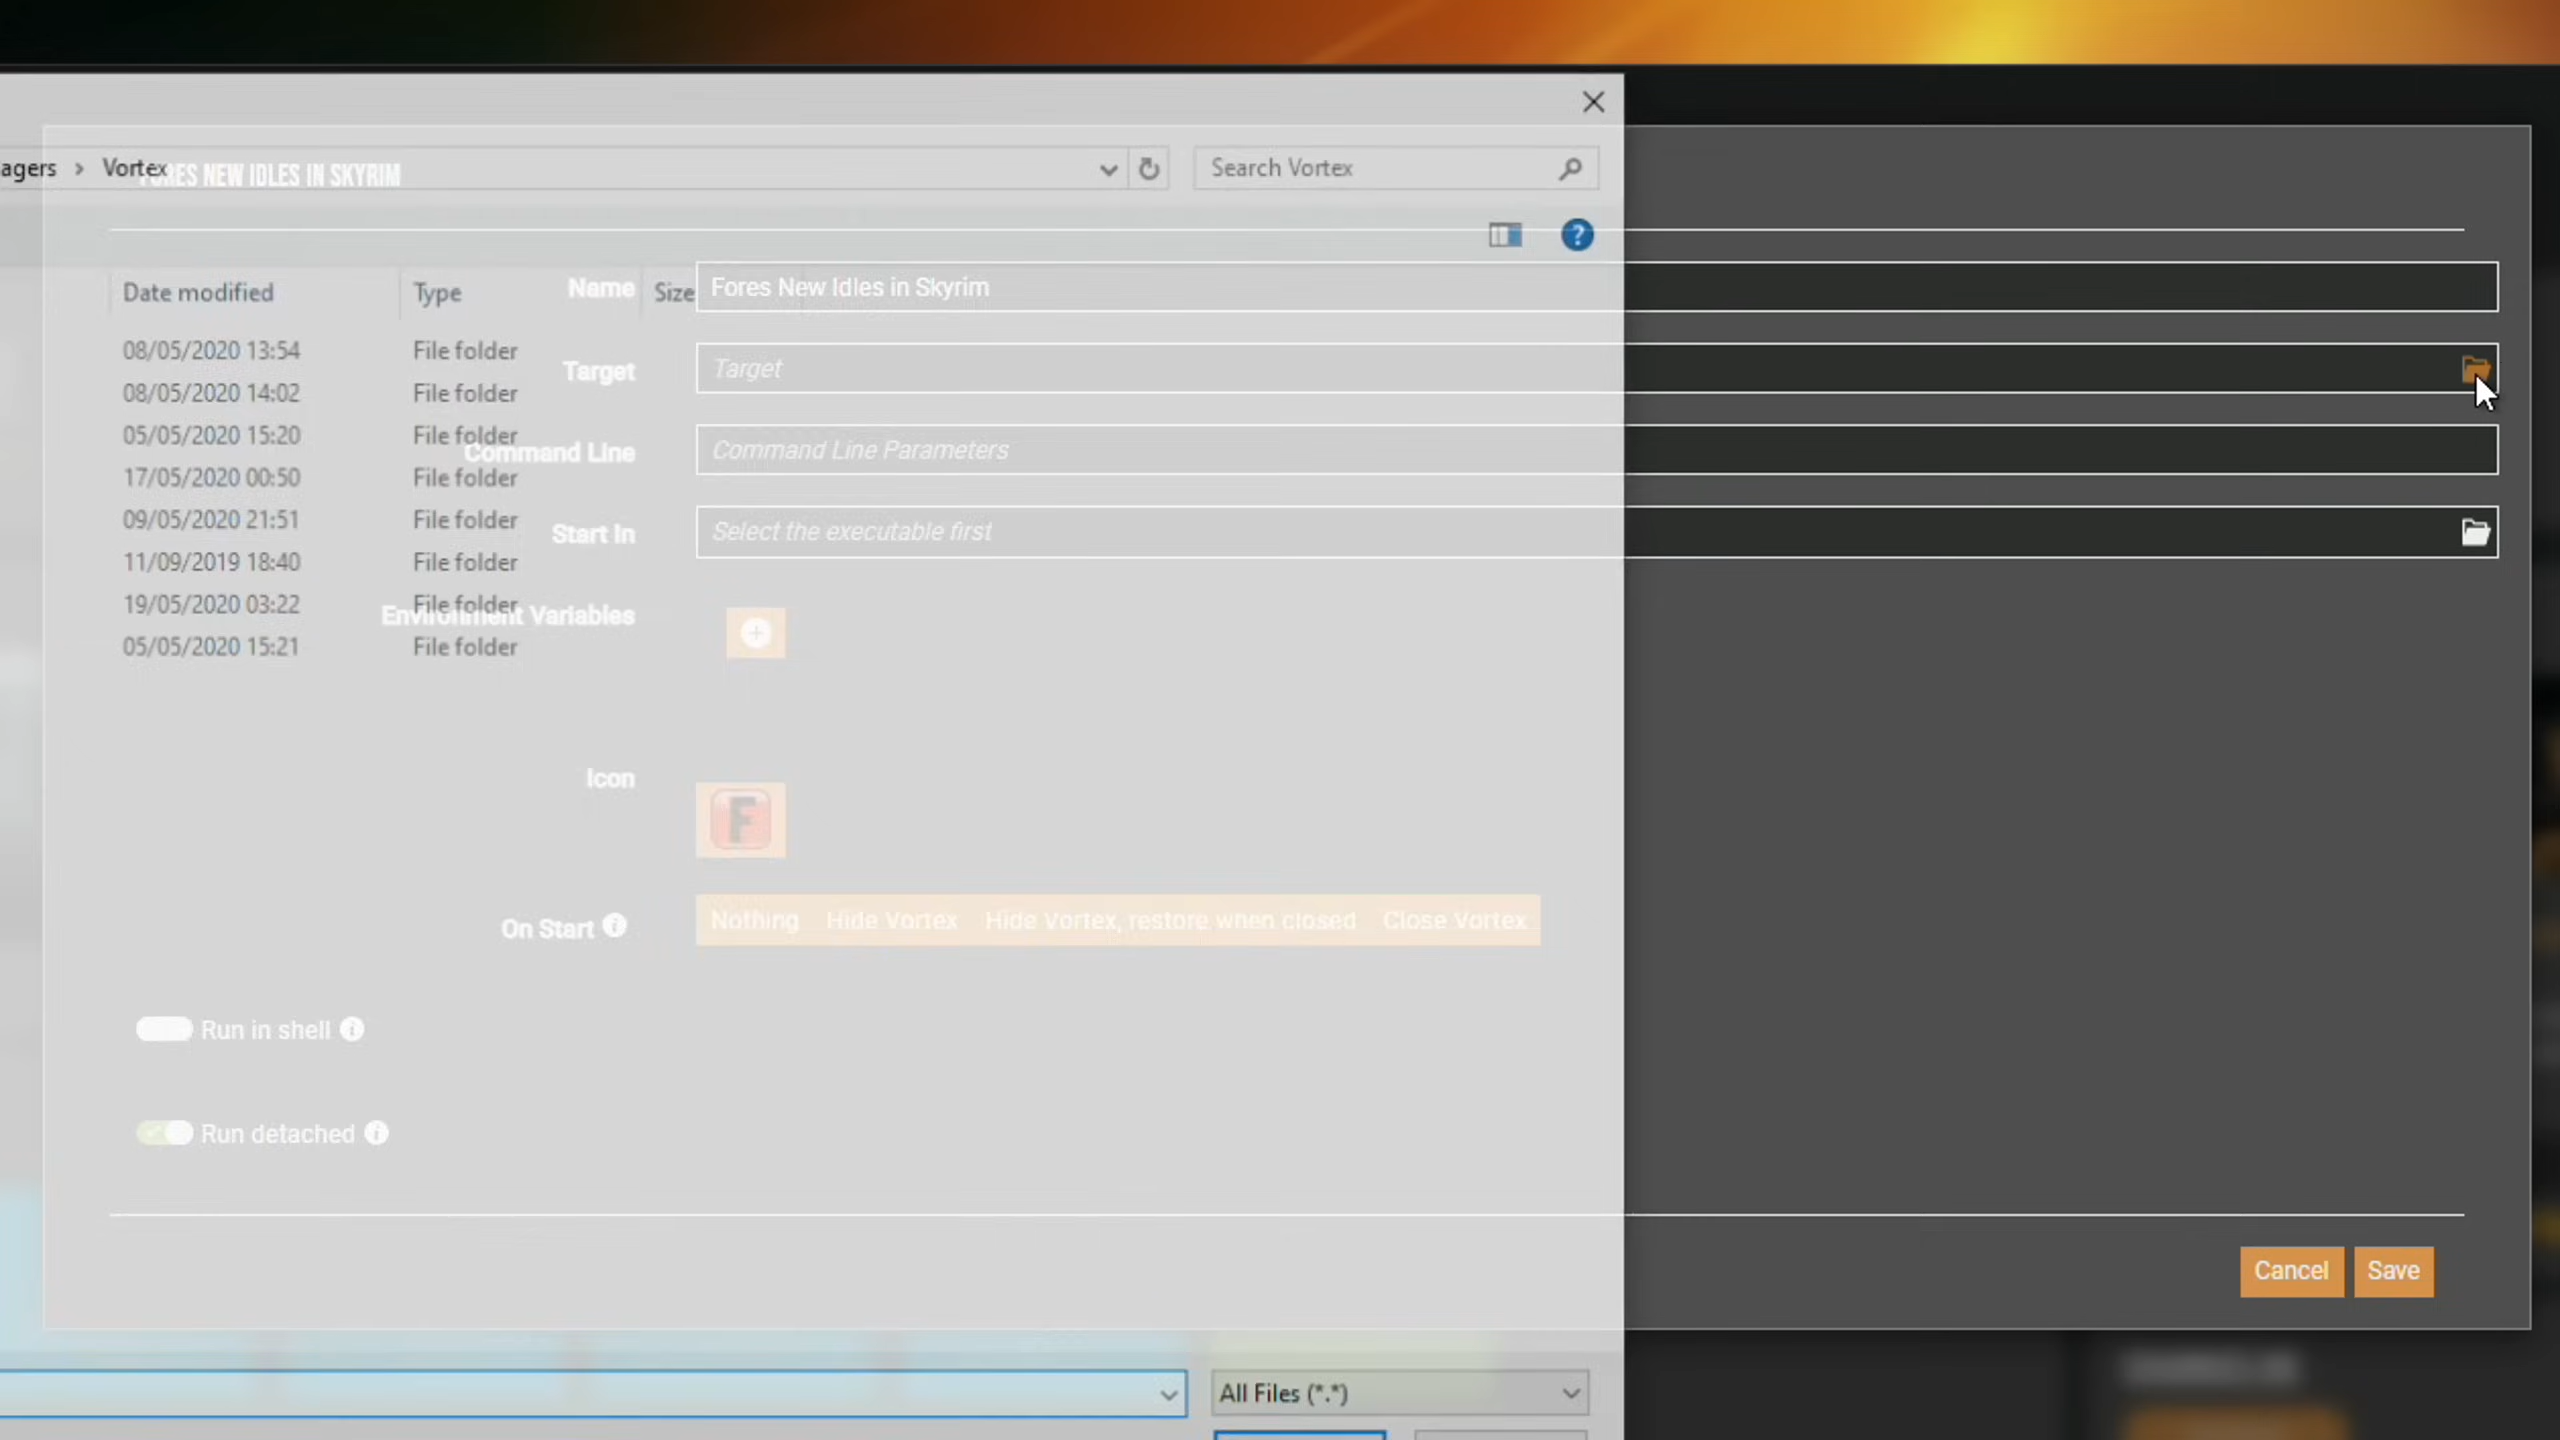 agers > Vortex
Search Vortex
FORES NEW IDLES IN SKYRIM
?
Date modified
Type
Size
08/05/2020 13:54 File folder
08/05/2020 14:02 File folder
05/05/2020 15:20 File folder
17/05/2020 00:50 File folder
09/05/2020 21:51 File folder
11/09/2019 18:40 File folder
19/05/2020 03:22 File folder
05/05/2020 15:21 File folder
Name Fores New Idles in Skyrim
Target Target
Command Line Command Line Parameters
Start In Select the executable first
Environment Variables
Icon
F
On Start Nothing Hide Vortex Hide Vortex, restore when closed Close Vortex
Run in shell
Run detached
Cancel Save
All Files (*.*)